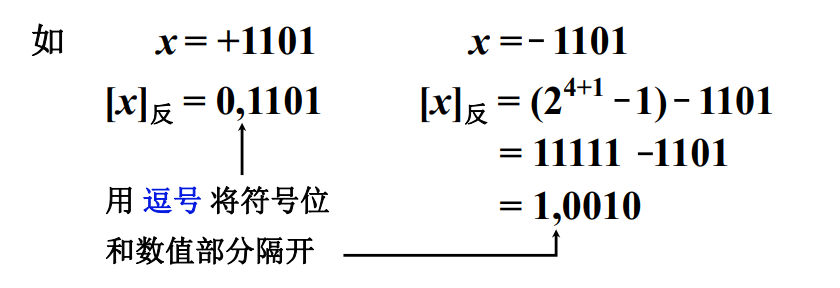 如 x = +1101 x = − 1101
[x]反 = 0,1101 [x]反 = (2^{4+1} − 1) − 1101
= 11111 − 1101
用 逗号 将符号位 = 1,0010
和数值部分隔开